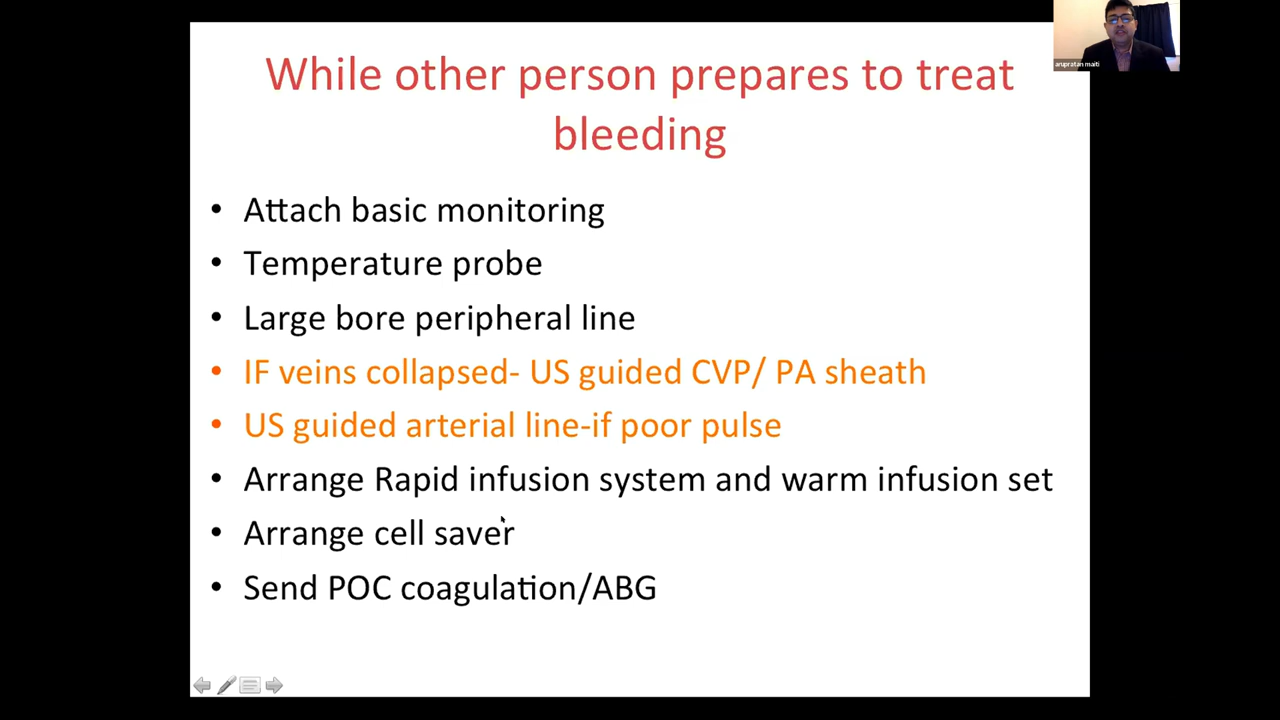 While other person prepares to treat
bleeding
• Attach basic monitoring
• Temperature probe
• Large bore peripheral line
• IF veins collapsed- US guided CVP/ PA sheath
• US guided arterial line-if poor pulse
• Arrange Rapid infusion system and warm infusion set
• Arrange cell saver
• Send POC coagulation/ABG
arupratan maiti